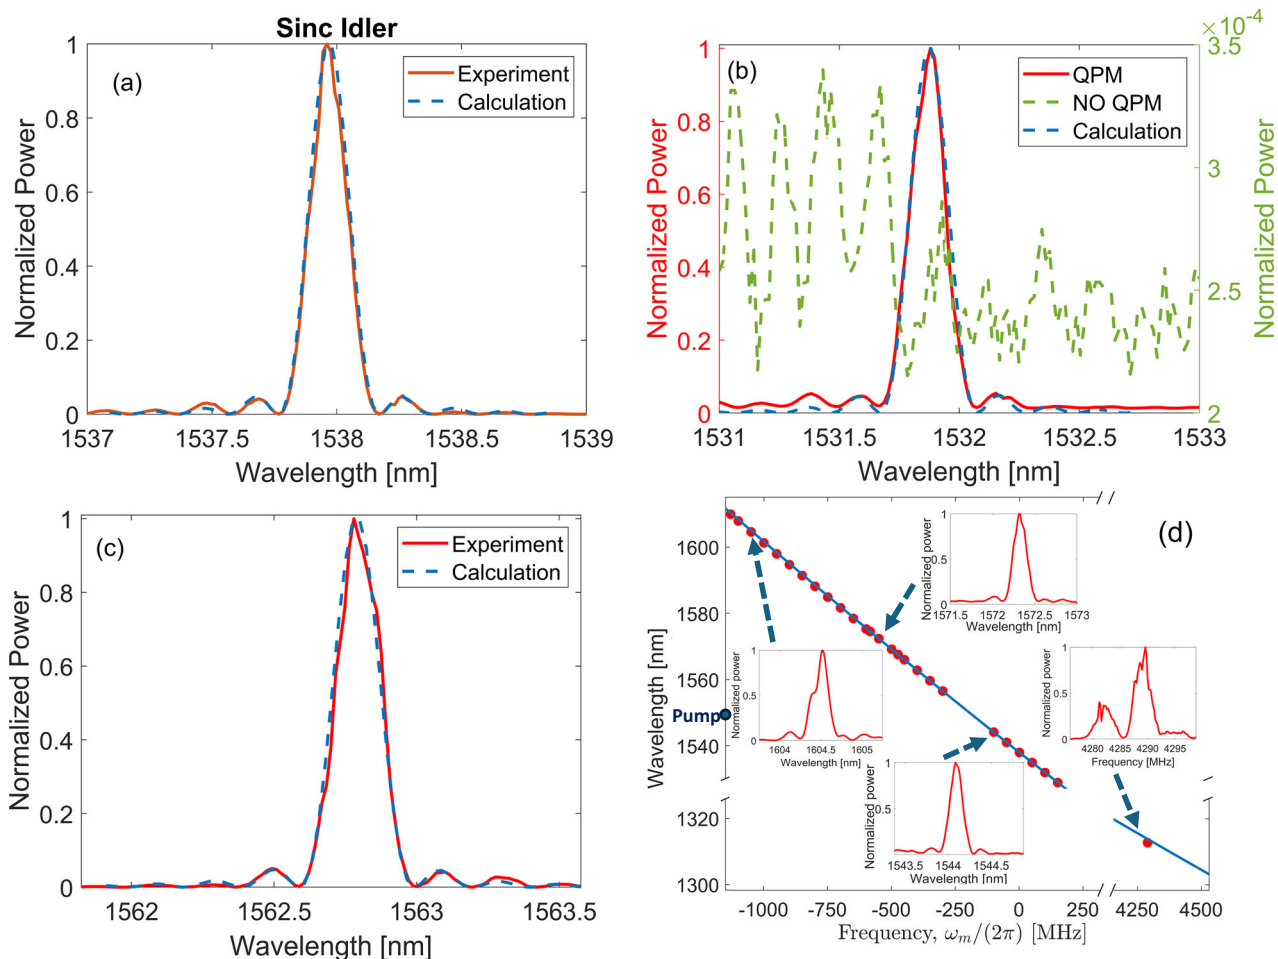 Sinc Idler
(a)
Experiment
Calculation
Normalized Power
1
0.8
0.6
0.4
0.2
0
1537
1537.5
1538
1538.5
1539
Wavelength [nm]
×10⁻⁴
(b)
QPM
NO QPM
Calculation
Normalized Power
1
0.8
0.6
0.4
0.2
0
3.5
3
2.5
2
Normalized Power
1531
1531.5
1532
1532.5
1533
Wavelength [nm]
(c)
Experiment
Calculation
Normalized Power
1
0.8
0.6
0.4
0.2
0
1562
1562.5
1563
1563.5
Wavelength [nm]
(d)
Wavelength [nm]
1600
1580
1560
Pump
1540
1320
1300
-1000
-750
-500
-250
0
250
4250
4500
Frequency, ω_m/(2π) [MHz]
Normalized power
1
0.5
0
1571.5
1572
1572.5
1573
Wavelength [nm]
Normalized power
1
0.5
0
1604
1604.5
1605
Wavelength [nm]
Normalized power
1
0.5
0
4280
4285
4290
4295
Frequency [MHz]
Normalized power
1
0.5
1543.5
1544
1544.5
Wavelength [nm]